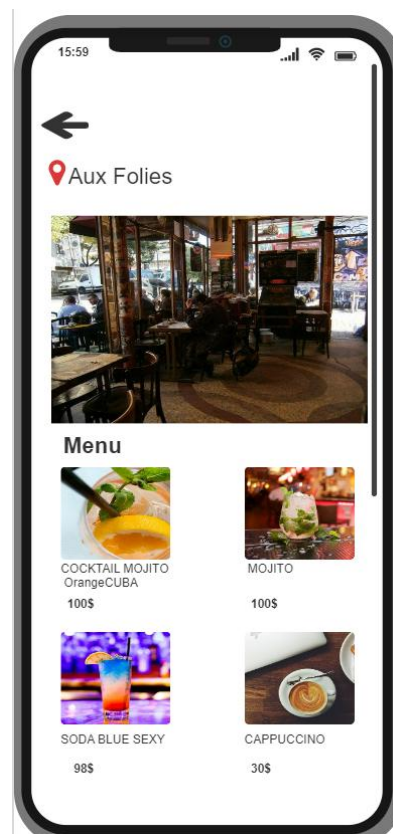 15:59
Aux Folies
Menu
COCKTAIL MOJITO
OrangeCUBA
100$
MOJITO
100$
SODA BLUE SEXY
98$
CAPPUCCINO
30$